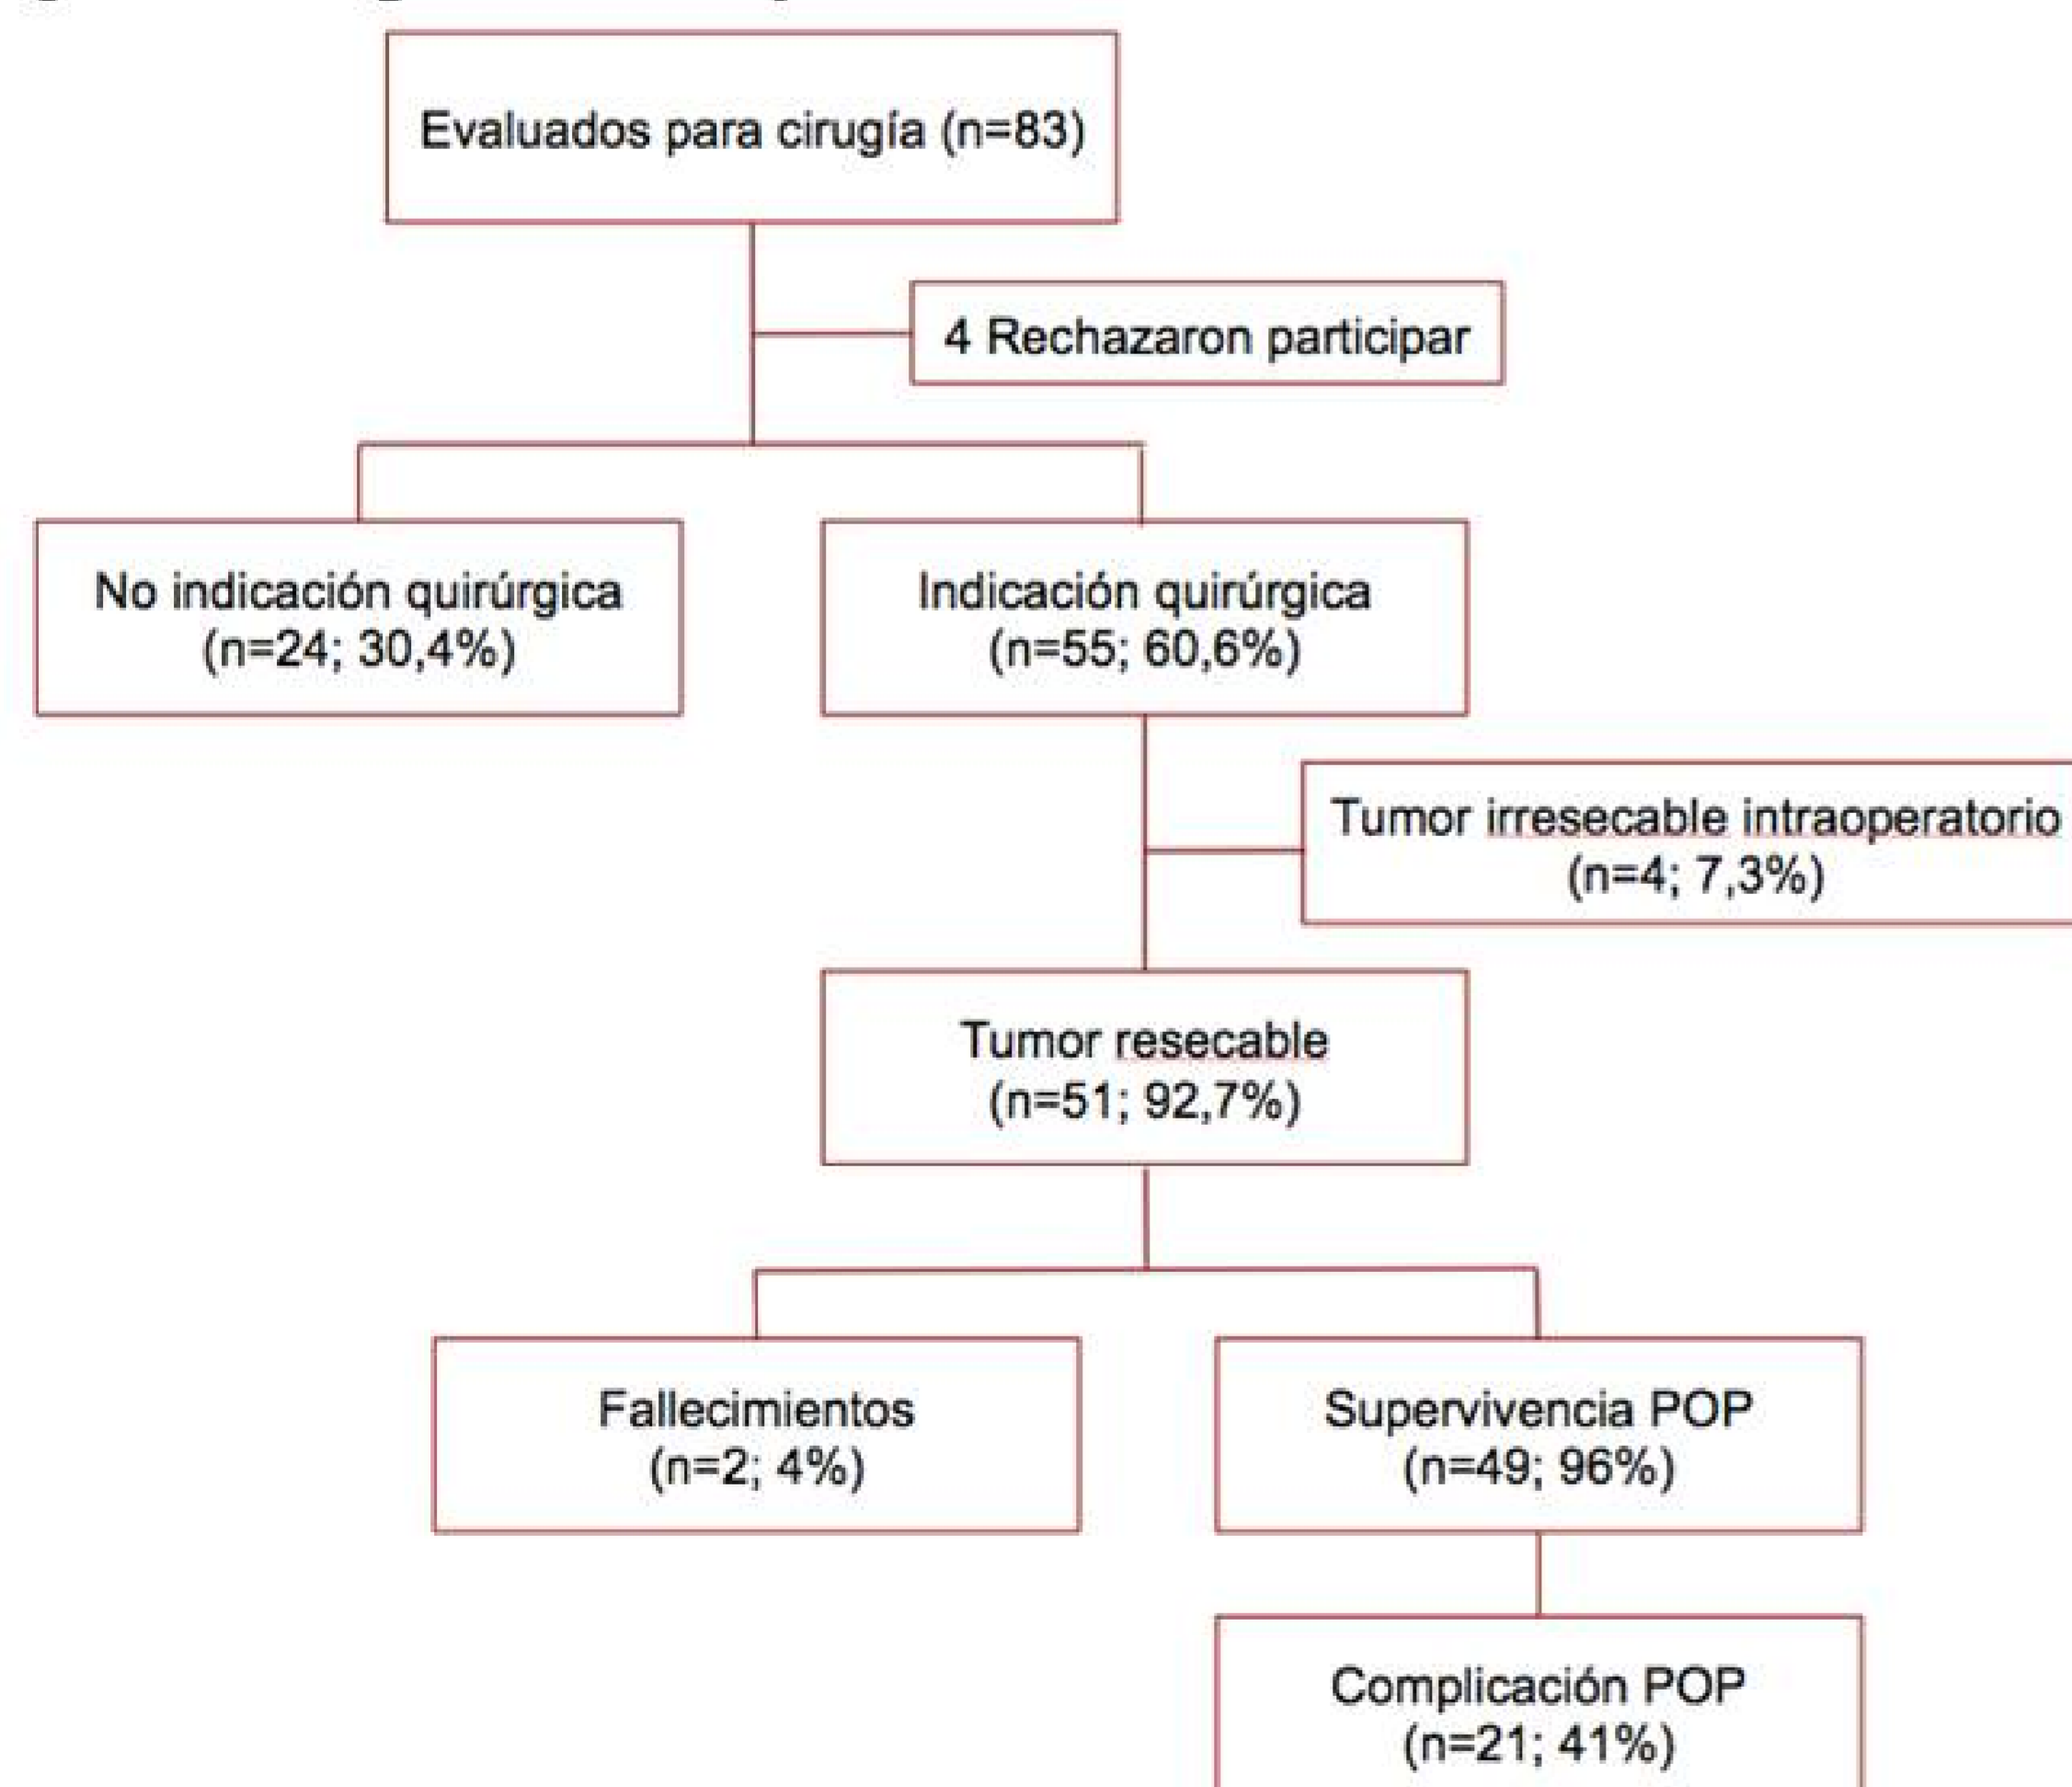 Evaluados para cirugía (n=83)
4 Rechazaron participar
No indicación quirúrgica
(n=24; 30,4%)
Indicación quirúrgica
(n=55; 60,6%)
Tumor irresecable intraoperatorio
(n=4; 7,3%)
Tumor resecable
(n=51; 92,7%)
Fallecimientos
(n=2; 4%)
Supervivencia POP
(n=49; 96%)
Complicación POP
(n=21; 41%)